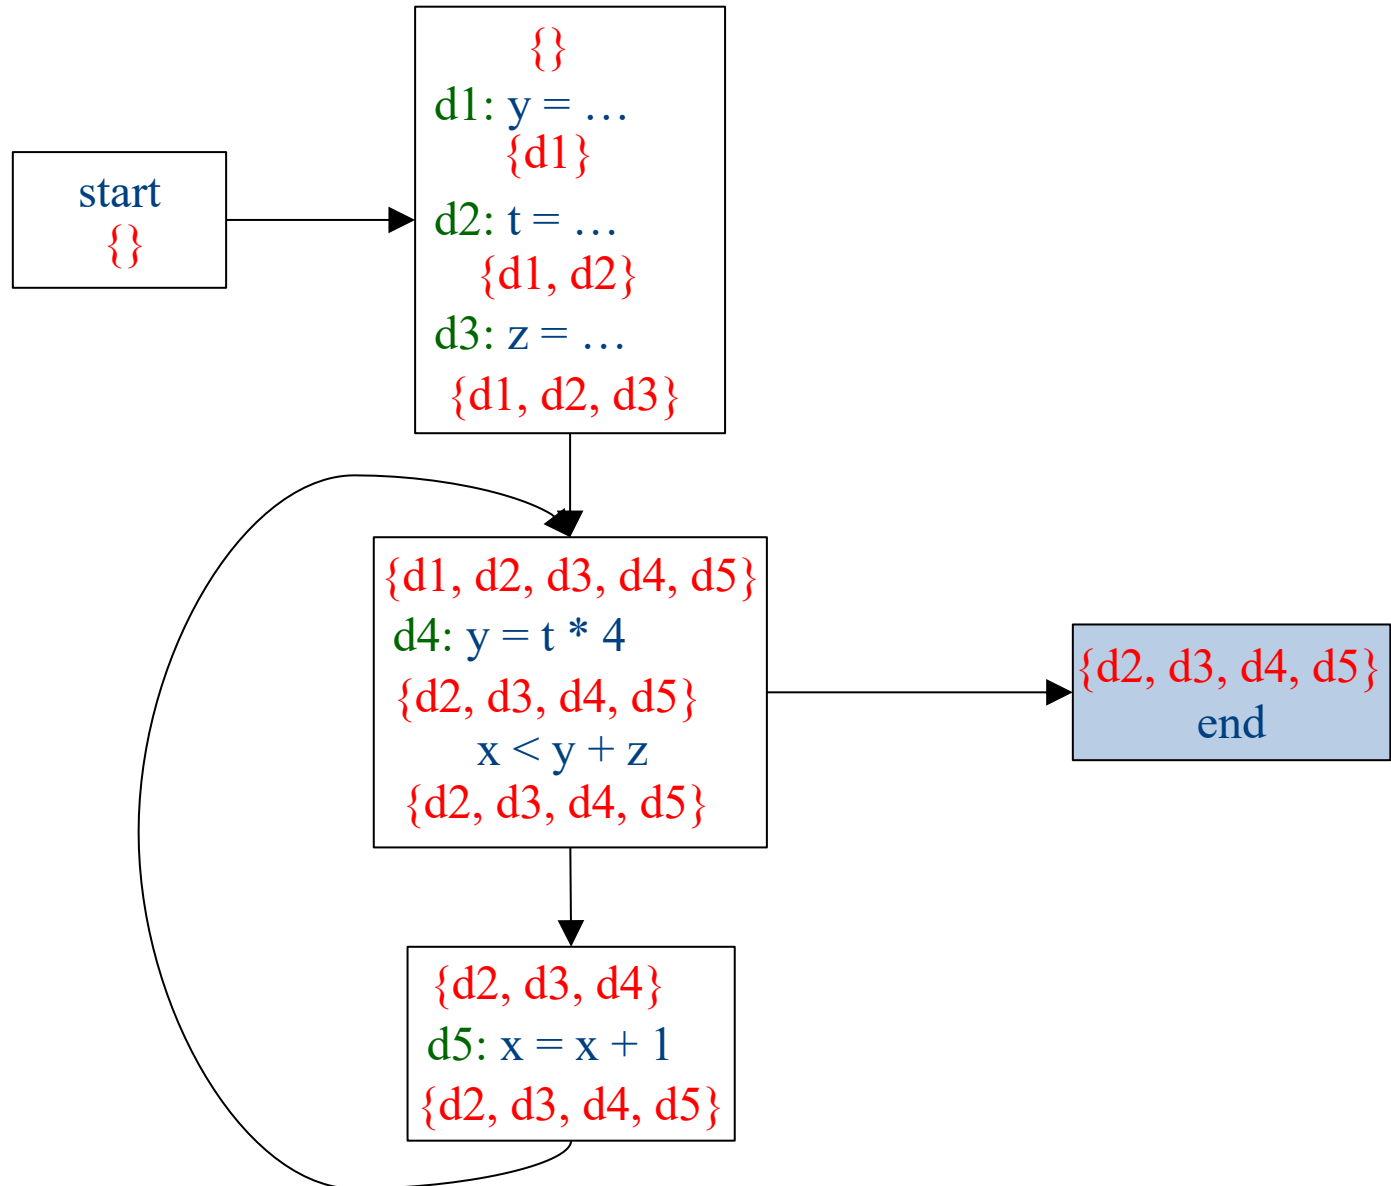 start
{}
{}
d1: y = …
{d1}
d2: t = …
{d1, d2}
d3: z = …
{d1, d2, d3}
{d1, d2, d3, d4, d5}
d4: y = t * 4
{d2, d3, d4, d5}
x < y + z
{d2, d3, d4, d5}
{d2, d3, d4, d5}
end
{d2, d3, d4}
d5: x = x + 1
{d2, d3, d4, d5}